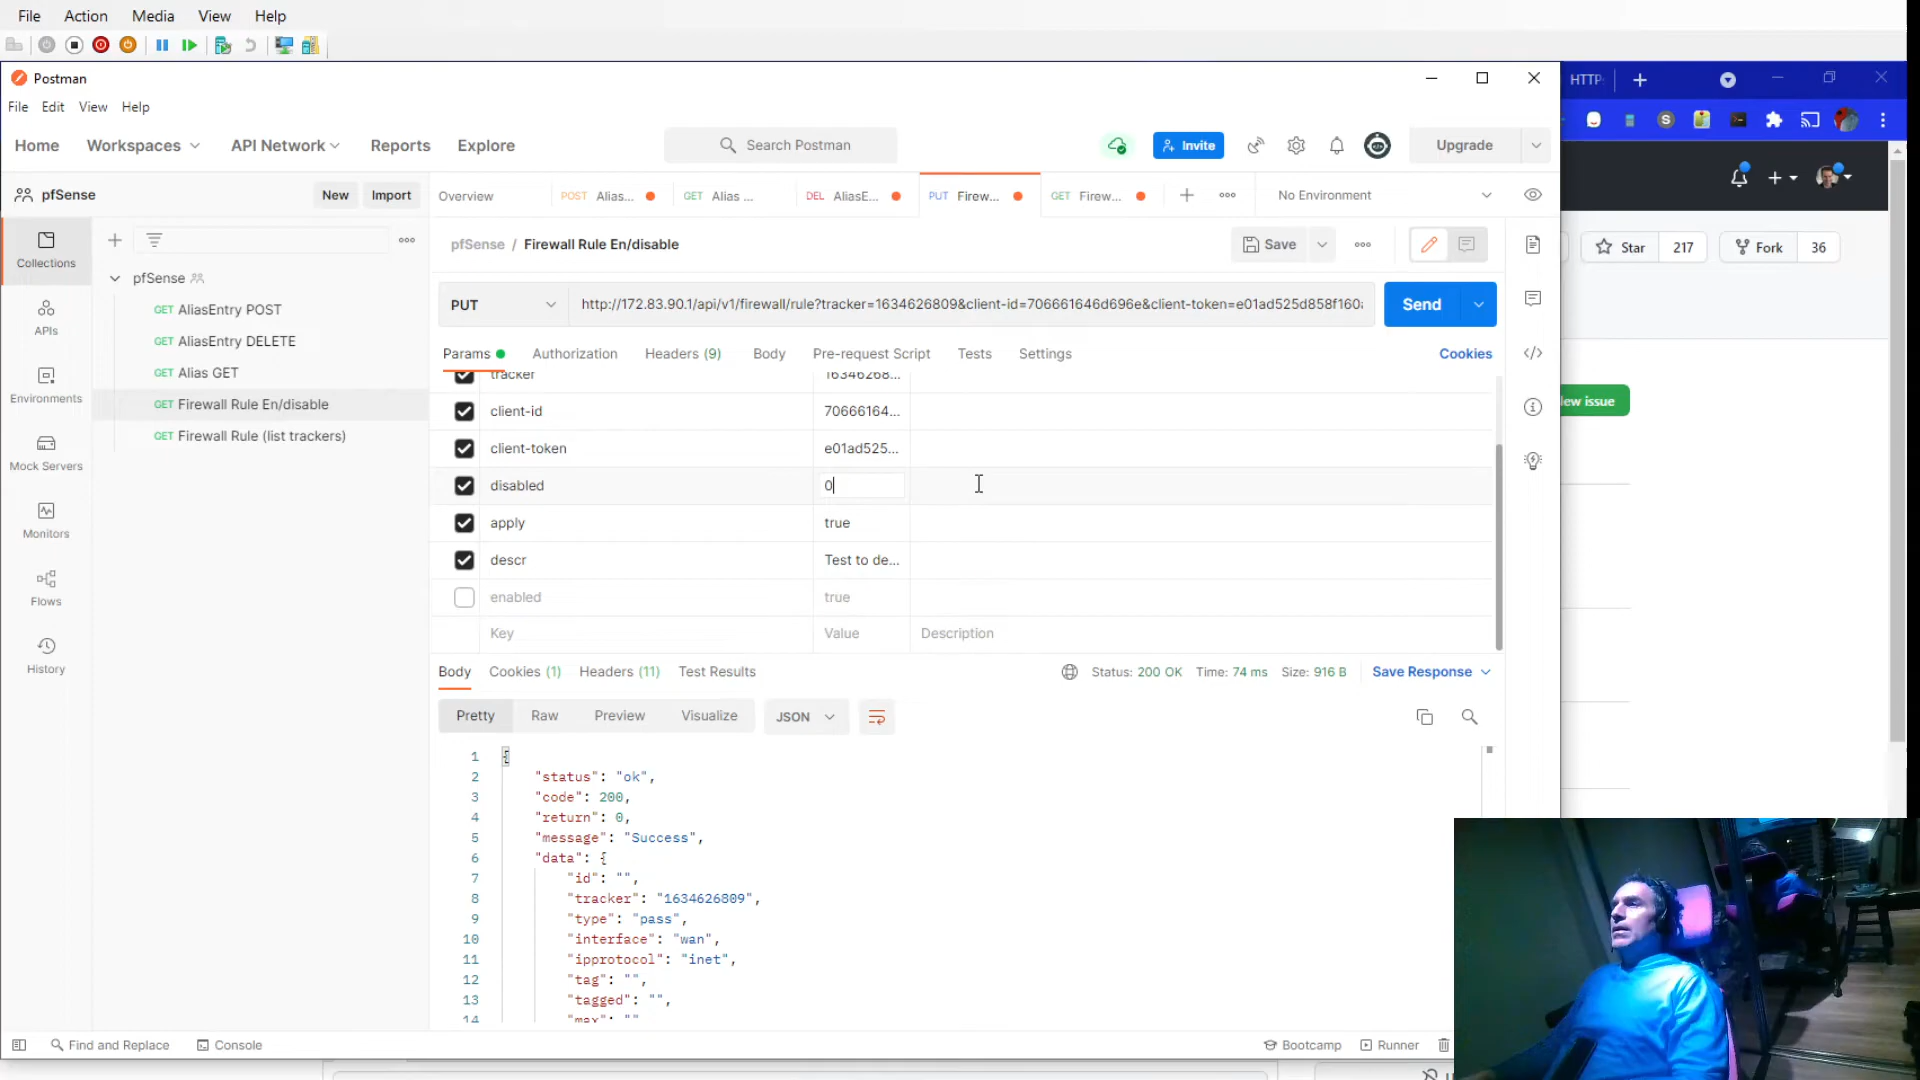 File Action Media View Help
Postman
HTTP
File Edit View Help
Home Workspaces API Network Reports Explore Search Postman Invite Upgrade
pfSense New Import Overview POST Alias... GET Alias ... DEL AliasE... PUT Firew... GET Firew... No Environment
Collections
pfSense / Firewall Rule En/disable Save
Star 217 Fork 36
pfSense
GET AliasEntry POST
PUT http://172.83.90.1/api/v1/firewall/rule?tracker=1634626809&client-id=706661646d696e&client-token=e01ad525d858f160 Send
APIs
GET AliasEntry DELETE
Params Authorization Headers (9) Body Pre-request Script Tests Settings Cookies
GET Alias GET
tracker 16346268...
Environments
GET Firewall Rule En/disable
client-id 70666164...
ew issue
GET Firewall Rule (list trackers)
client-token e01ad525...
Mock Servers
disabled 0
Monitors
apply true
descr Test to de...
Flows
enabled true
Key Value Description
History
Body Cookies (1) Headers (11) Test Results Status: 200 OK Time: 74 ms Size: 916 B Save Response
Pretty Raw Preview Visualize JSON
1 {
2 "status": "ok",
3 "code": 200,
4 "return": 0,
5 "message": "Success",
6 "data": {
7 "id": "",
8 "tracker": "1634626809",
9 "type": "pass",
10 "interface": "wan",
11 "ipprotocol": "inet",
12 "tag": "",
13 "tagged": "",
14 "max": ""
Find and Replace Console Bootcamp Runner